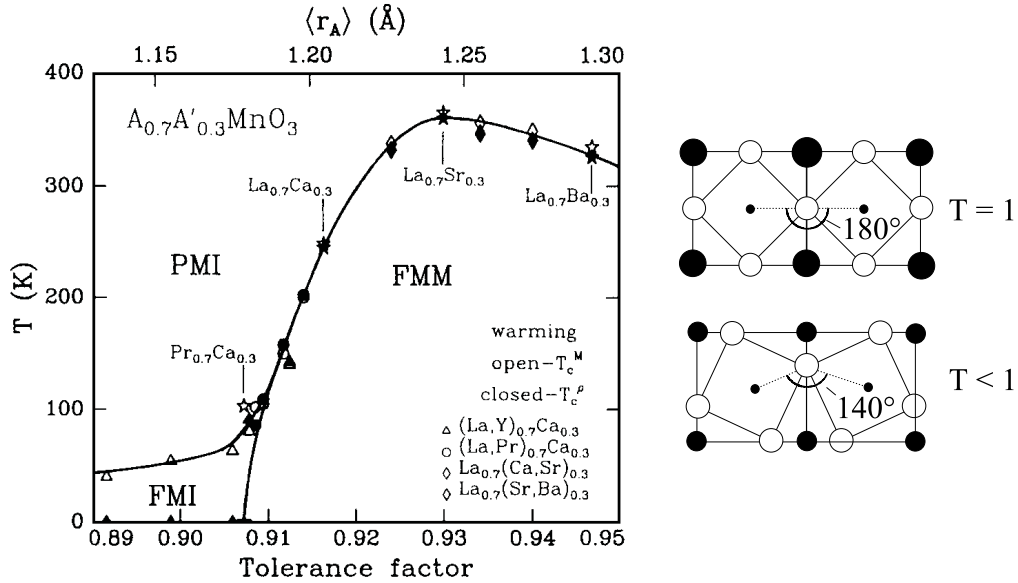 ⟨r_A⟩ (Å)
1.15 1.20 1.25 1.30
400
300
200
100
0
T (K)
A₀.₇A'₀.₃MnO₃
La₀.₇Sr₀.₃
La₀.₇Ca₀.₃
La₀.₇Ba₀.₃
PMI
FMM
Pr₀.₇Ca₀.₃
FMI
warming
open-T_c^M
closed-T_c^ρ
(La,Y)₀.₇Ca₀.₃
(La,Pr)₀.₇Ca₀.₃
La₀.₇(Ca,Sr)₀.₃
La₀.₇(Sr,Ba)₀.₃
0.89 0.90 0.91 0.92 0.93 0.94 0.95
Tolerance factor
180°
T = 1
140°
T < 1